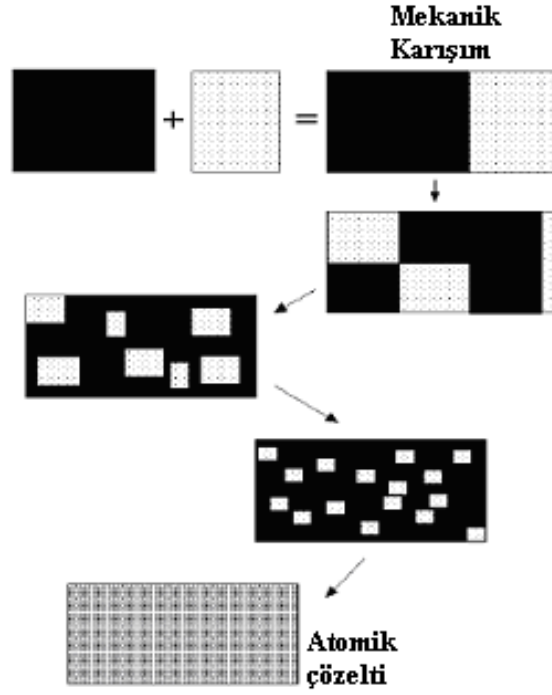 Mekanik
Karışım
+ =
Atomik
çözelti